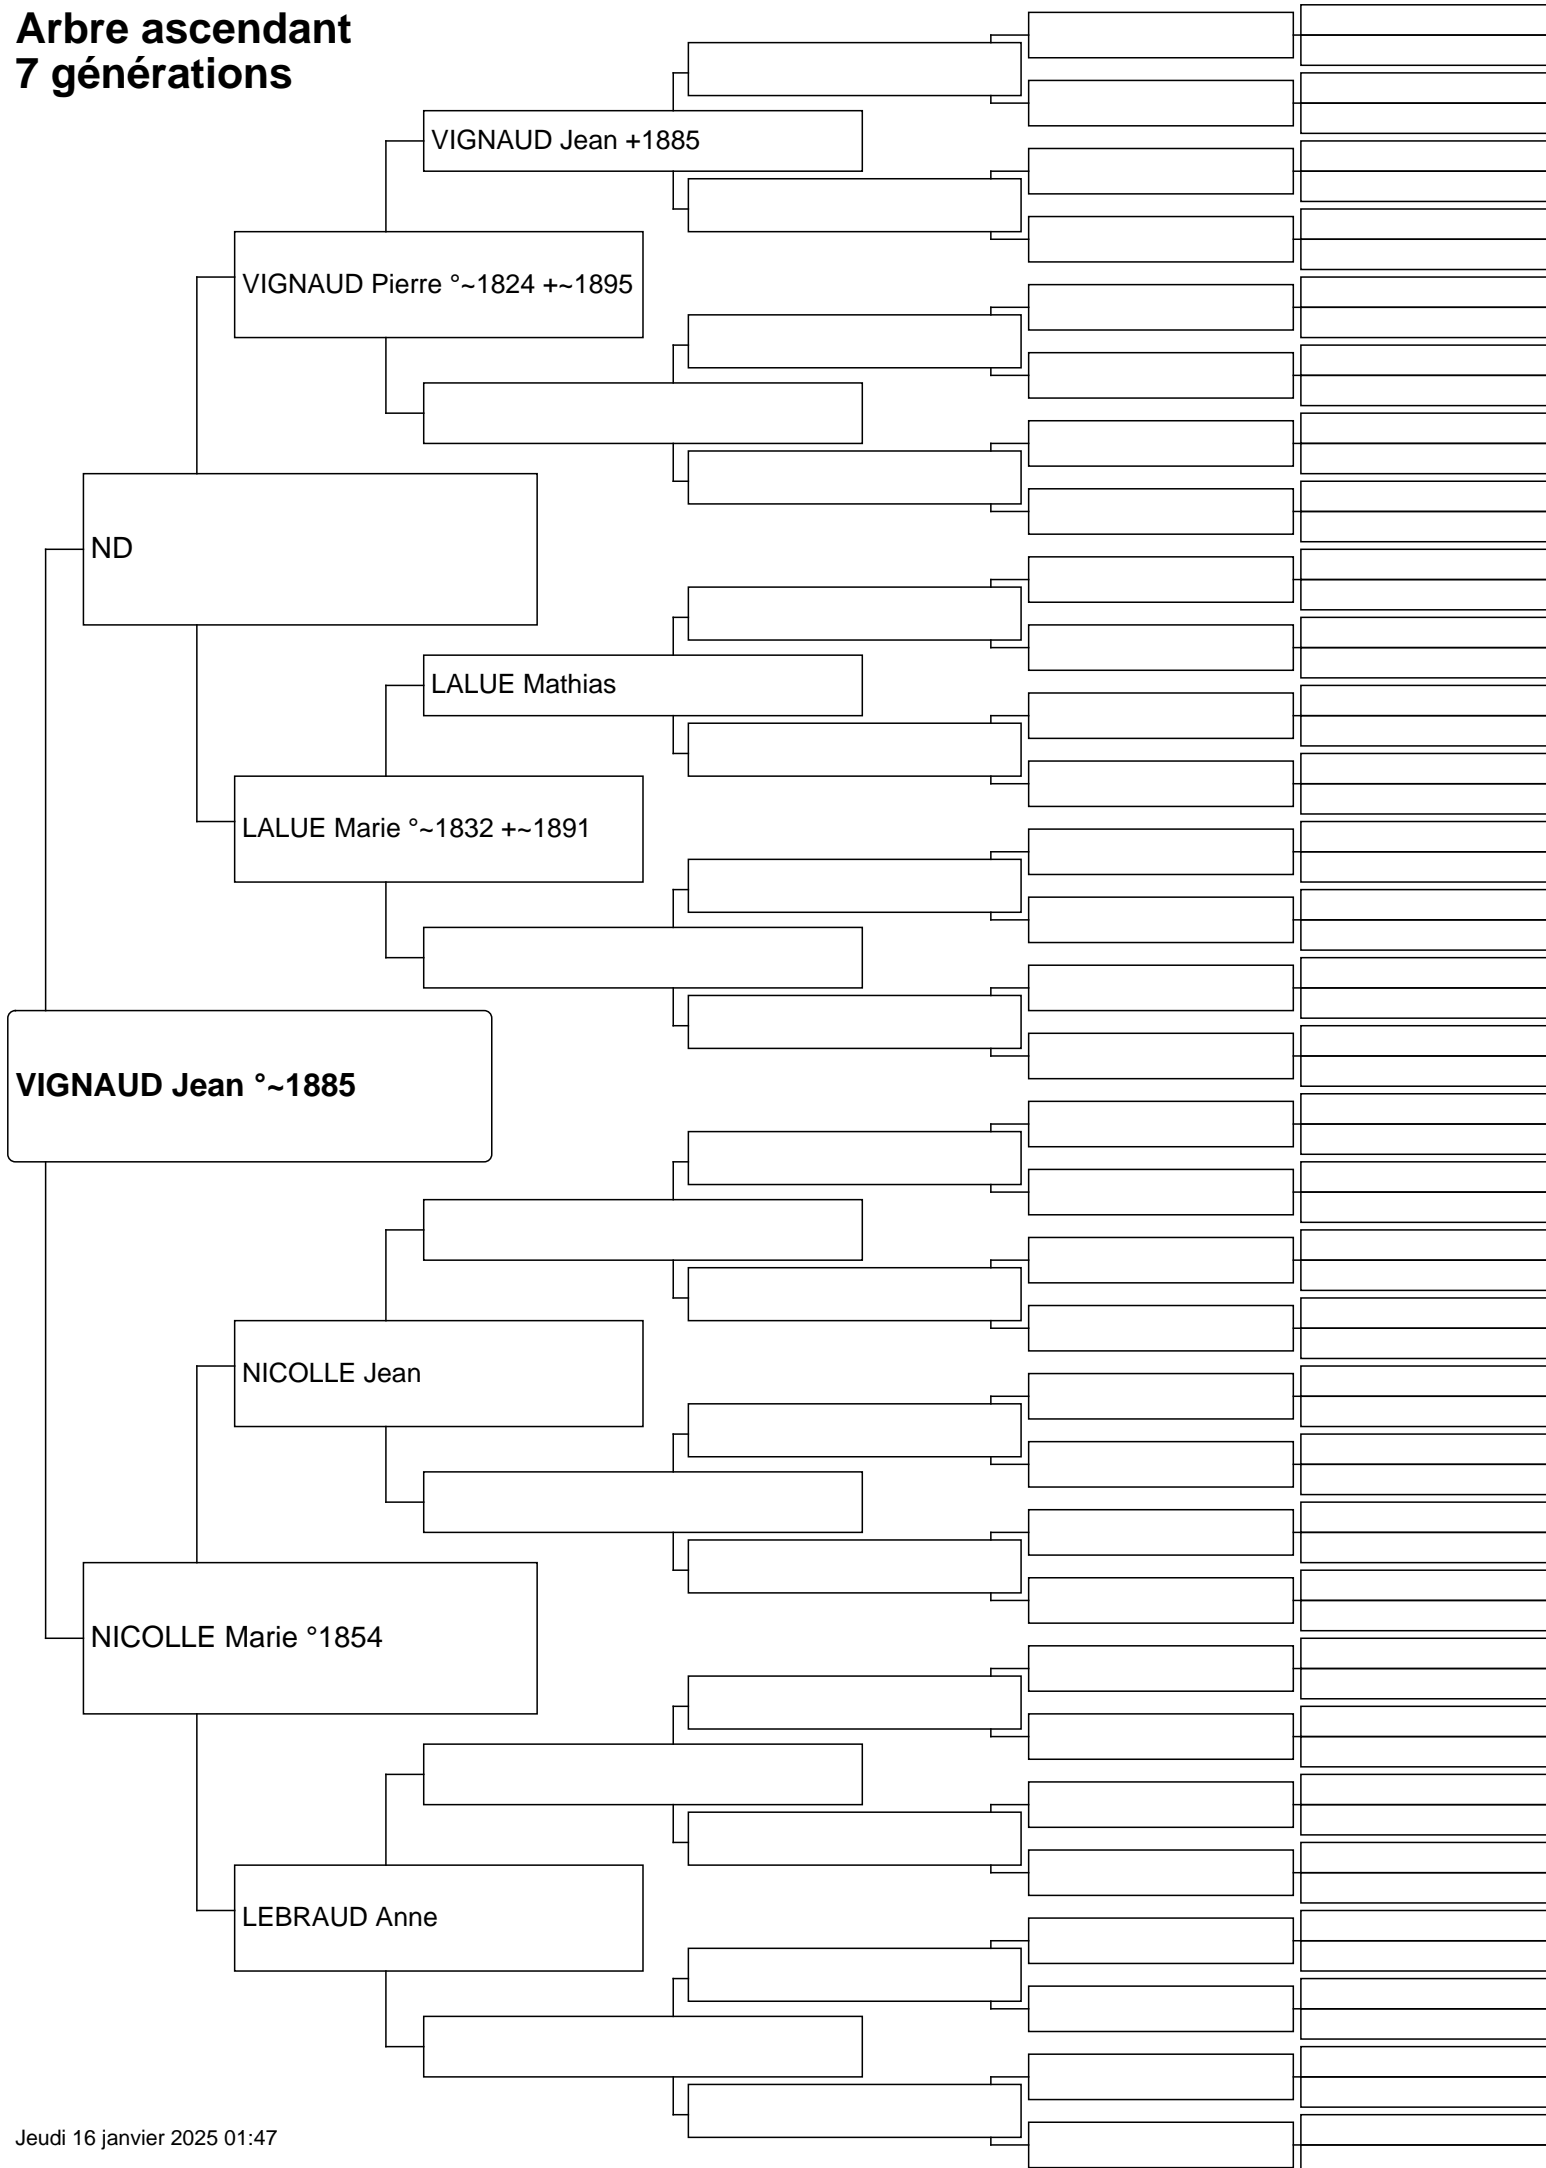 Arbre ascendant
7 générations
VIGNAUD Jean +1885
VIGNAUD Pierre °~1824 +~1895
ND
LALUE Mathias
LALUE Marie °~1832 +~1891
VIGNAUD Jean °~1885
NICOLLE Jean
NICOLLE Marie °1854
LEBRAUD Anne
Jeudi 16 janvier 2025 01:47